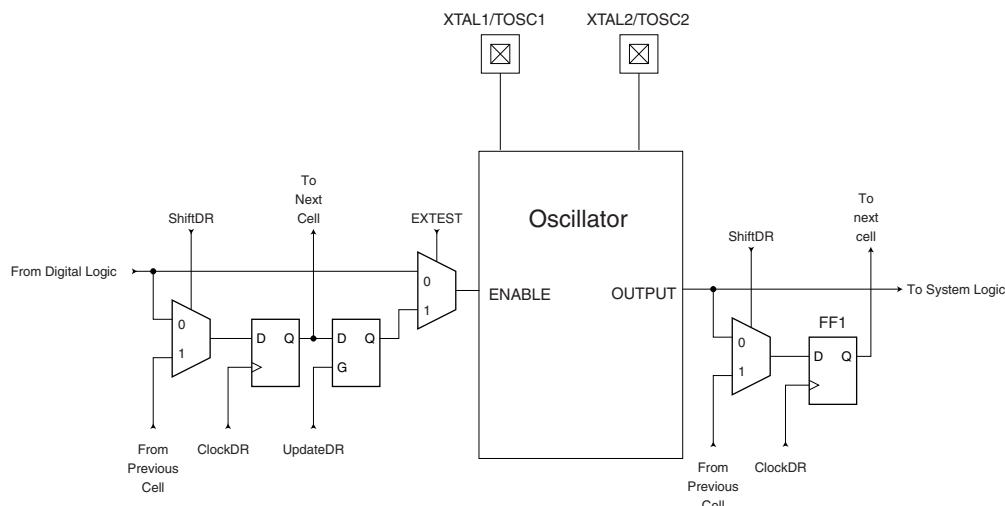 XTAL1/TOSC1
XTAL2/TOSC2
To
Next
Cell
ShiftDR
EXTEST
From Digital Logic
0
1
D Q
D Q
G
0
1
From
Previous
Cell
ClockDR
UpdateDR
Oscillator
ENABLE
OUTPUT
To
next
cell
ShiftDR
To System Logic
FF1
0
1
D Q
From
Previous
Cell
ClockDR